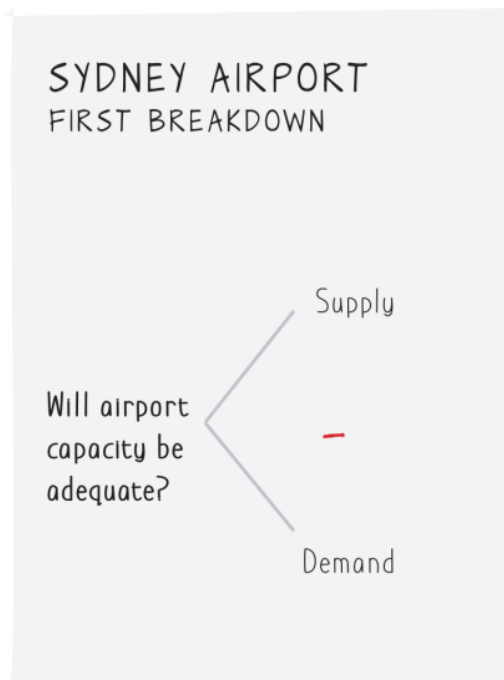 SYDNEY AIRPORT
FIRST BREAKDOWN
Supply
Will airport
capacity be
adequate?
–
Demand